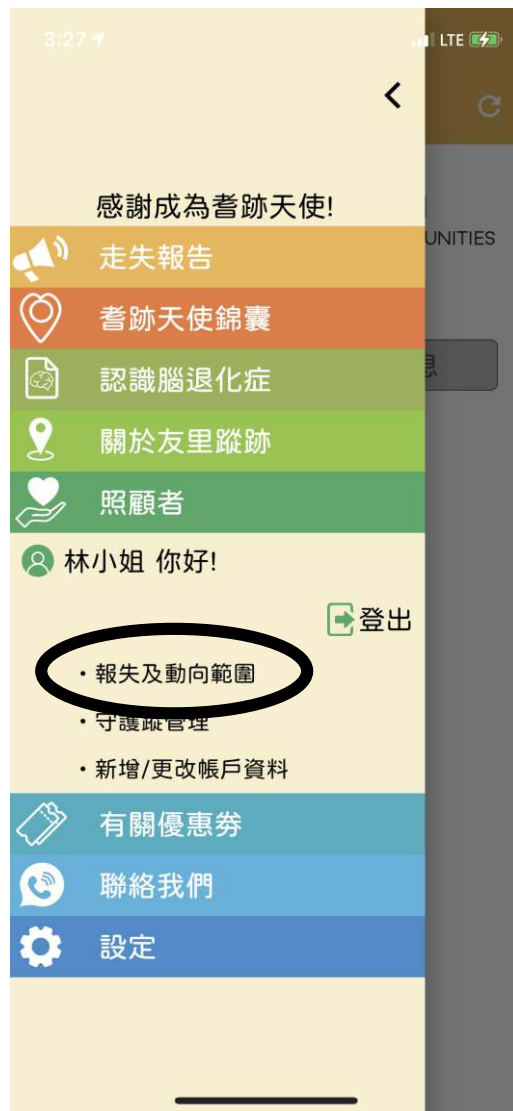 3:27
LTE
感謝成為耆跡天使!
UNITIES
走失報告
耆跡天使錦囊
息
認識腦退化症
關於友里蹤跡
照顧者
林小姐 你好!
登出
・報失及動向範圍
・守護蹤管理
・新增/更改帳戶資料
有關優惠券
聯絡我們
設定